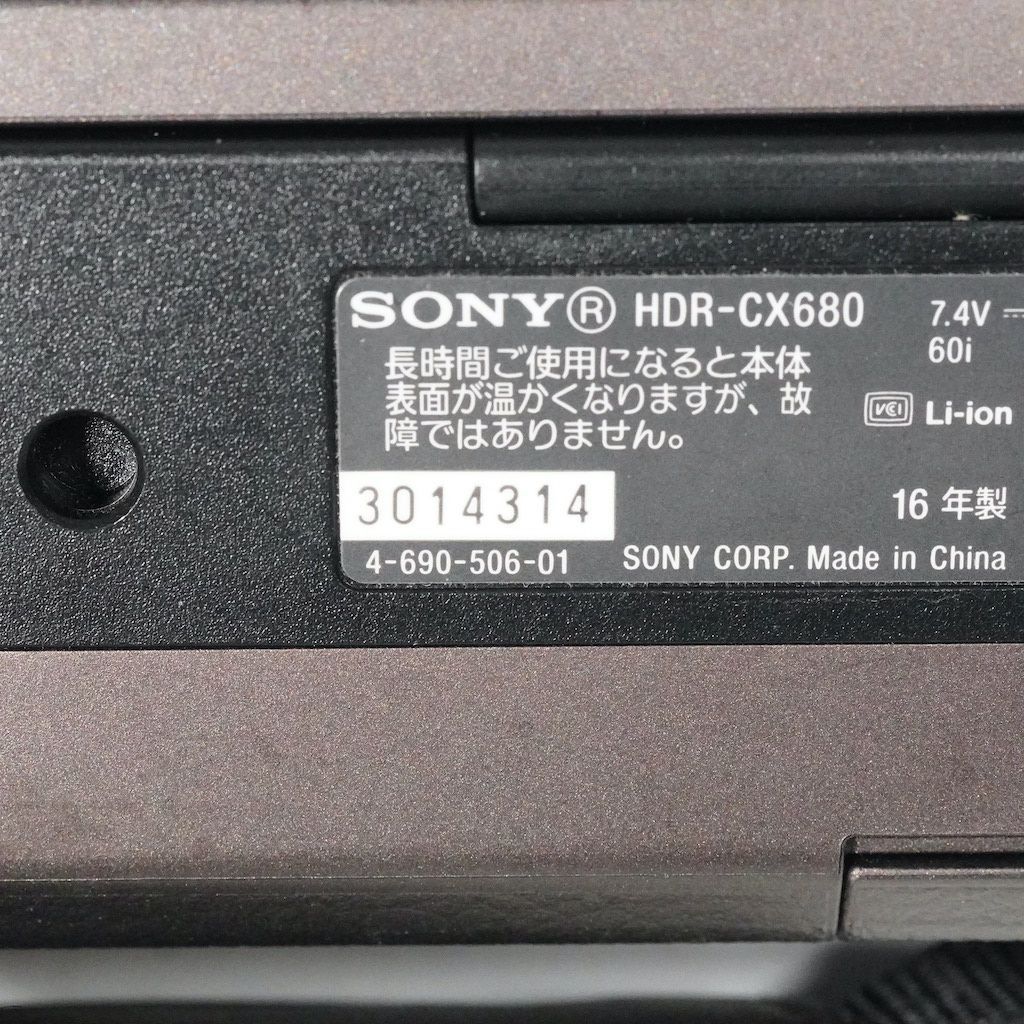 SONY® HDR-CX680 7.4V
60i
長時間ご使用になると本体
表面が温かくなりますが、故
障ではありません。
VCCI Li-ion
3014314
16 年製
4-690-506-01 SONY CORP. Made in China